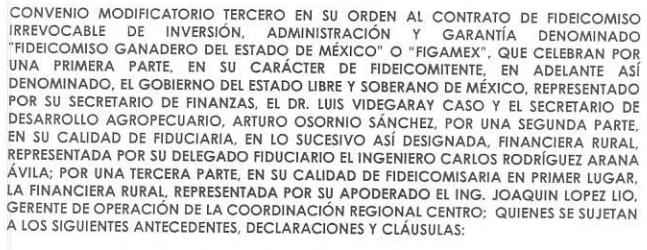 CONVENIO MODIFICATORIO TERCERO EN SU ORDEN AL CONTRATO DE FIDEICOMISO
IRREVOCABLE DE INVERSIÓN, ADMINISTRACIÓN Y GARANTÍA DENOMINADO
"FIDEICOMISO GANADERO DEL ESTADO DE MÉXICO" O "FIGAMEX", QUE CELEBRAN POR
UNA PRIMERA PARTE, EN SU CARÁCTER DE FIDEICOMITENTE, EN ADELANTE ASÍ
DENOMINADO, EL GOBIERNO DEL ESTADO LIBRE Y SOBERANO DE MÉXICO, REPRESENTADO
POR SU SECRETARIO DE FINANZAS, EL DR. LUIS VIDEGARAY CASO Y EL SECRETARIO DE
DESARROLLO AGROPECUARIO, ARTURO OSORNIO SÁNCHEZ, POR UNA SEGUNDA PARTE,
EN SU CALIDAD DE FIDUCIARIA, EN LO SUCESIVO ASÍ DESIGNADA, FINANCIERA RURAL,
REPRESENTADA POR SU DELEGADO FIDUCIARIO EL INGENIERO CARLOS RODRÍGUEZ ARANA
ÁVILA; POR UNA TERCERA PARTE, EN SU CALIDAD DE FIDEICOMISARIA EN PRIMER LUGAR,
LA FINANCIERA RURAL, REPRESENTADA POR SU APODERADO EL ING. JOAQUIN LOPEZ LIO,
GERENTE DE OPERACIÓN DE LA COORDINACIÓN REGIONAL CENTRO; QUIENES SE SUJETAN
A LOS SIGUIENTES ANTECEDENTES, DECLARACIONES Y CLÁUSULAS: